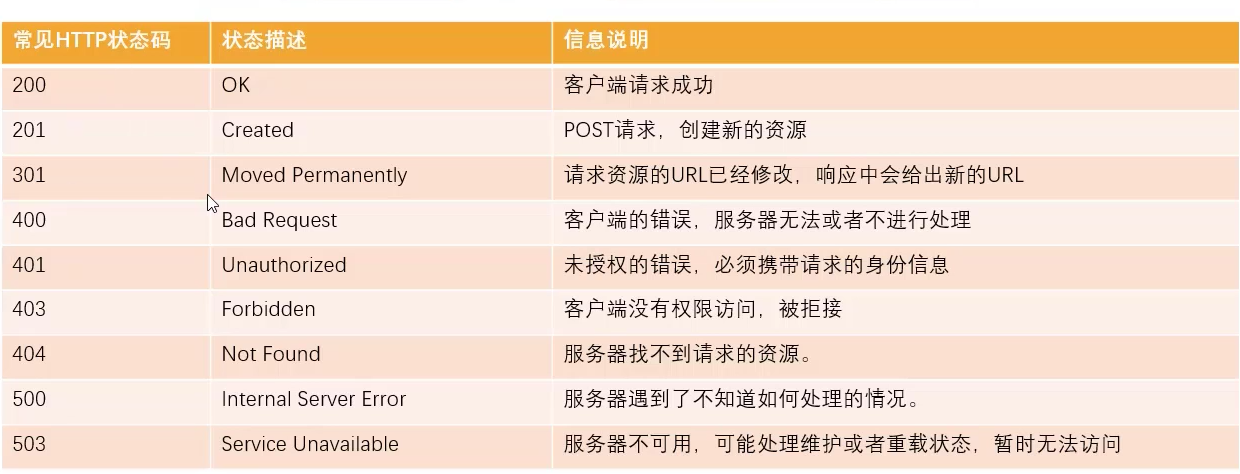 常见HTTP状态码 状态描述 信息说明
200 OK 客户端请求成功
201 Created POST请求，创建新的资源
301 Moved Permanently 请求资源的URL已经修改，响应中会给出新的URL
400 Bad Request 客户端的错误，服务器无法或者不进行处理
401 Unauthorized 未授权的错误，必须携带请求的身份信息
403 Forbidden 客户端没有权限访问，被拒接
404 Not Found 服务器找不到请求的资源。
500 Internal Server Error 服务器遇到了不知道如何处理的情况。
503 Service Unavailable 服务器不可用，可能处理维护或者重载状态，暂时无法访问